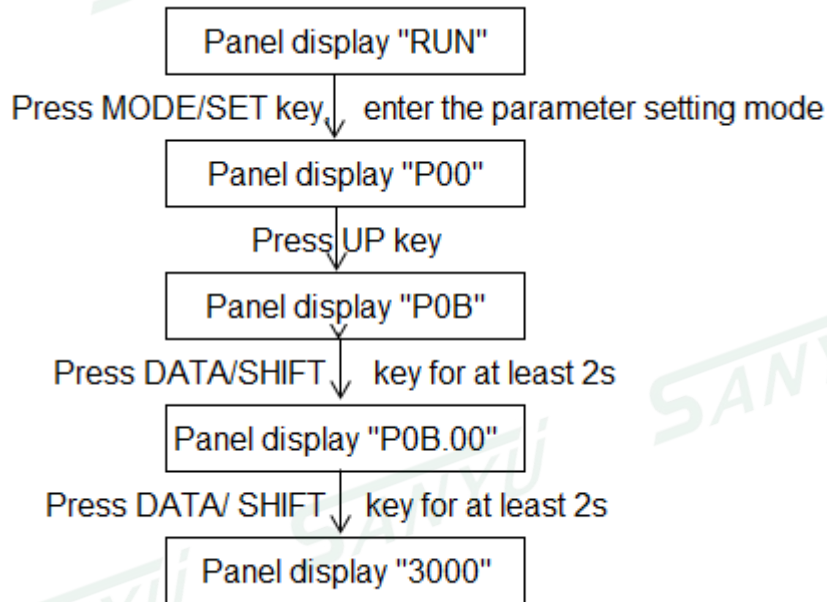 Panel display "RUN"
Press MODE/SET key, enter the parameter setting mode
Panel display "P00"
Press UP key
Panel display "P0B"
Press DATA/SHIFT key for at least 2s
Panel display "P0B.00"
Press DATA/ SHIFT key for at least 2s
Panel display "3000"
SANYU
SANYU